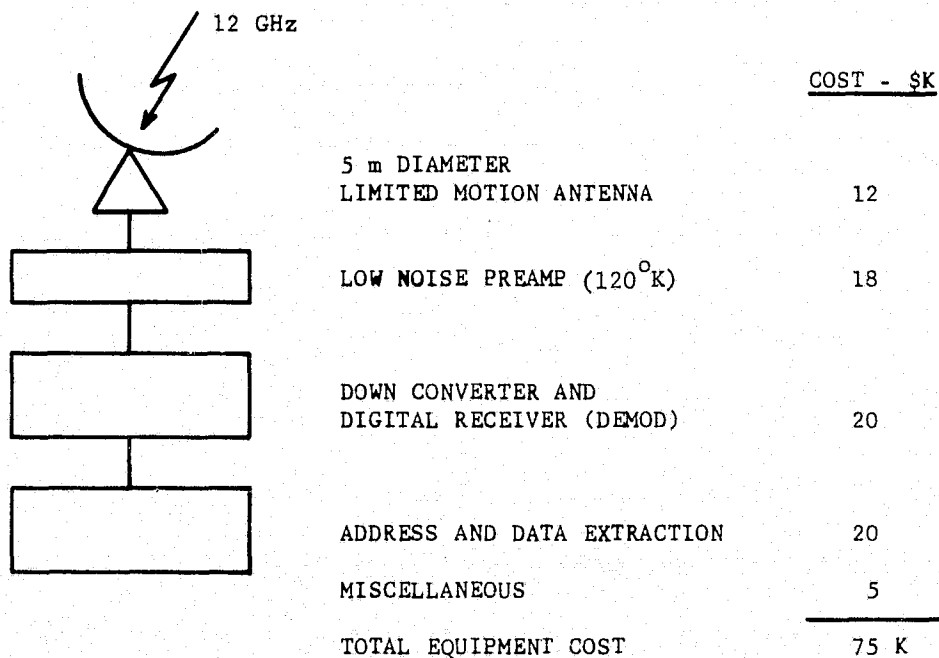 12 GHz
COST - $K
5 m DIAMETER
LIMITED MOTION ANTENNA 12
LOW NOISE PREAMP (120°K) 18
DOWN CONVERTER AND
DIGITAL RECEIVER (DEMOD) 20
ADDRESS AND DATA EXTRACTION 20
MISCELLANEOUS 5
TOTAL EQUIPMENT COST 75 K